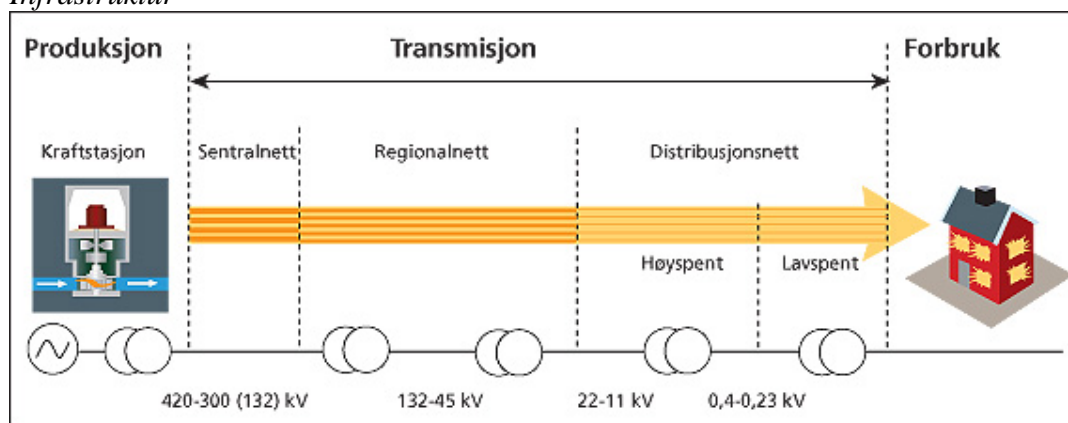 Infrastruktur
Produksjon
Transmisjon
Forbruk
Kraftstasjon
Sentralnett
Regionalnett
Distribusjonsnett
Høyspent
Lavspent
420-300 (132) kV
132-45 kV
22-11 kV
0,4-0,23 kV